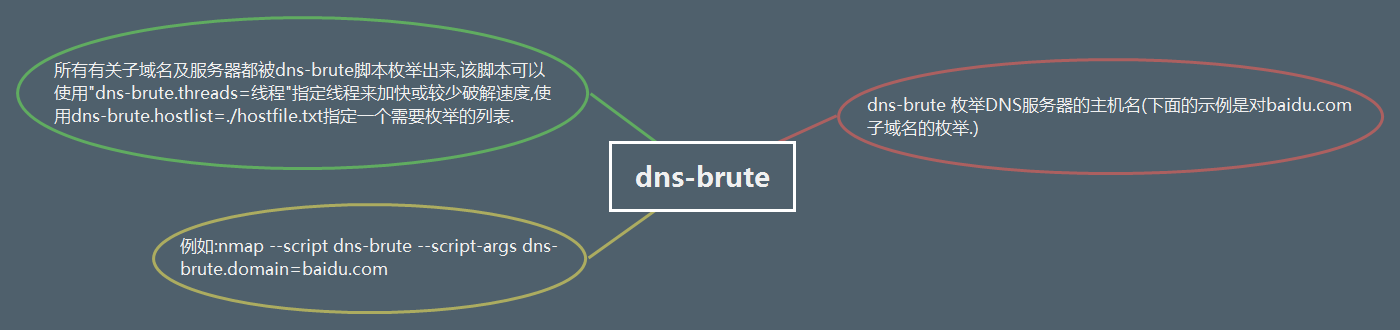 所有有关子域名及服务器都被dns-brute脚本枚举出来,该脚本可以
使用"dns-brute.threads=线程"指定线程来加快或较少破解速度,使
用dns-brute.hostlist=./hostfile.txt指定一个需要枚举的列表.
dns-brute 枚举DNS服务器的主机名(下面的示例是对baidu.com
子域名的枚举.)
dns-brute
例如:nmap --script dns-brute --script-args dns-
brute.domain=baidu.com